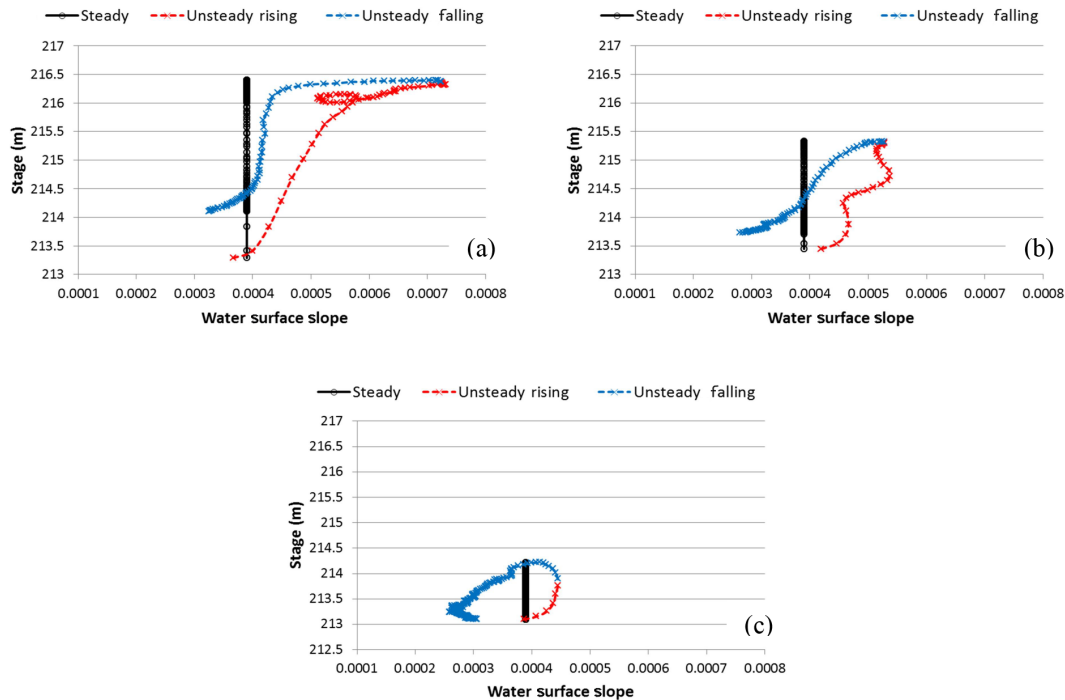 Steady Unsteady rising Unsteady falling
217
216.5
216
215.5
215
214.5
214
213.5
213
Stage (m)
0.0001 0.0002 0.0003 0.0004 0.0005 0.0006 0.0007 0.0008
Water surface slope
(a)
Steady Unsteady rising Unsteady falling
217
216.5
216
215.5
215
214.5
214
213.5
213
Stage (m)
0.0001 0.0002 0.0003 0.0004 0.0005 0.0006 0.0007 0.0008
Water surface slope
(b)
Steady Unsteady rising Unsteady falling
217
216.5
216
215.5
215
214.5
214
213.5
213
212.5
Stage (m)
0.0001 0.0002 0.0003 0.0004 0.0005 0.0006 0.0007 0.0008
Water surface slope
(c)